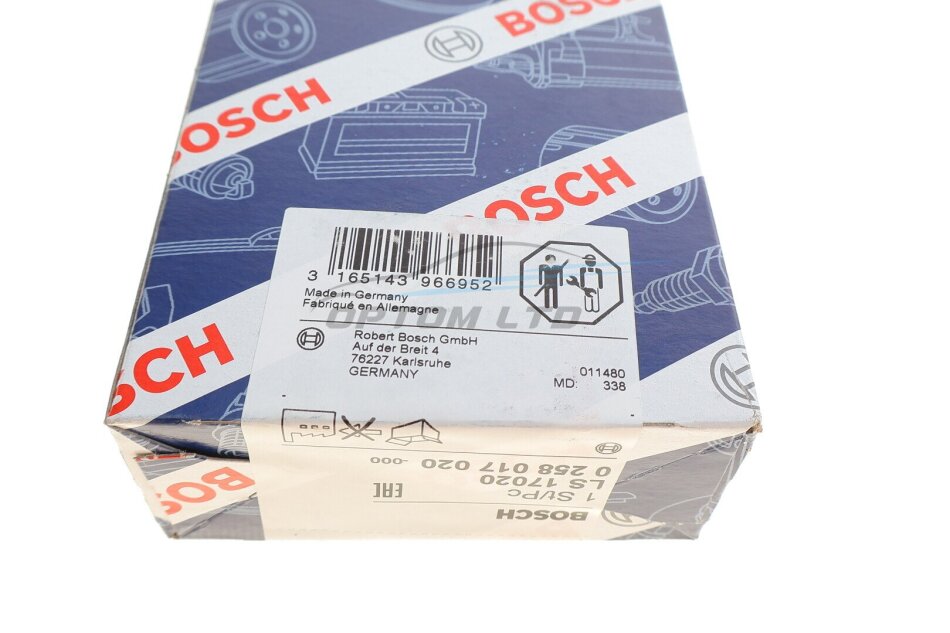 BOSCH
BOSCH
BOSCH
BOSCH
3 165143 966952
Made in Germany
Fabriqué en Allemagne
OPTOM LTD
Robert Bosch GmbH
Auf der Breit 4
76227 Karlsruhe
GERMANY
011480
MD: 338
0 258 017 020 -000
LS 17020
1 St/Pc
EAC
BOSCH